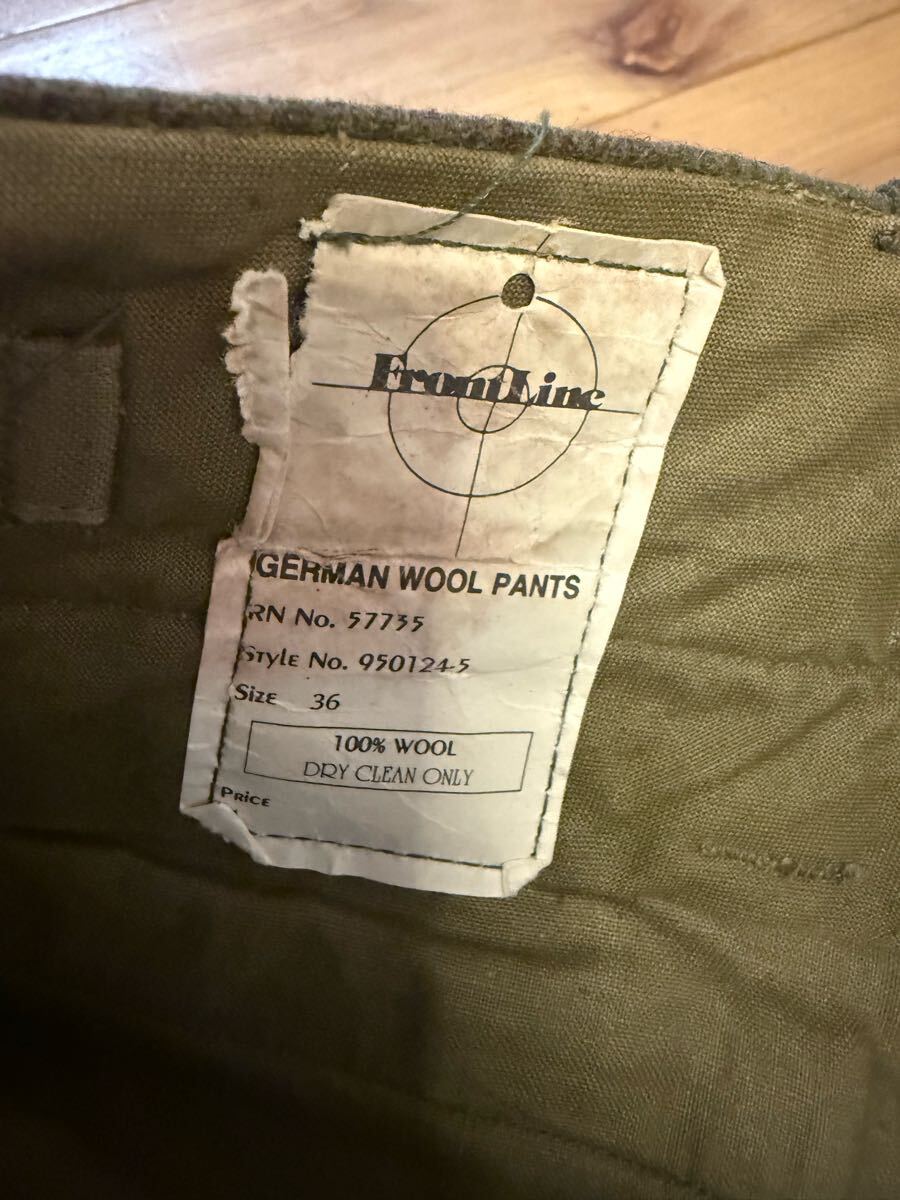 FrontLine
GERMAN WOOL PANTS
RN No. 57735
Style No. 950124-5
Size 36
100% WOOL
DRY CLEAN ONLY
Price